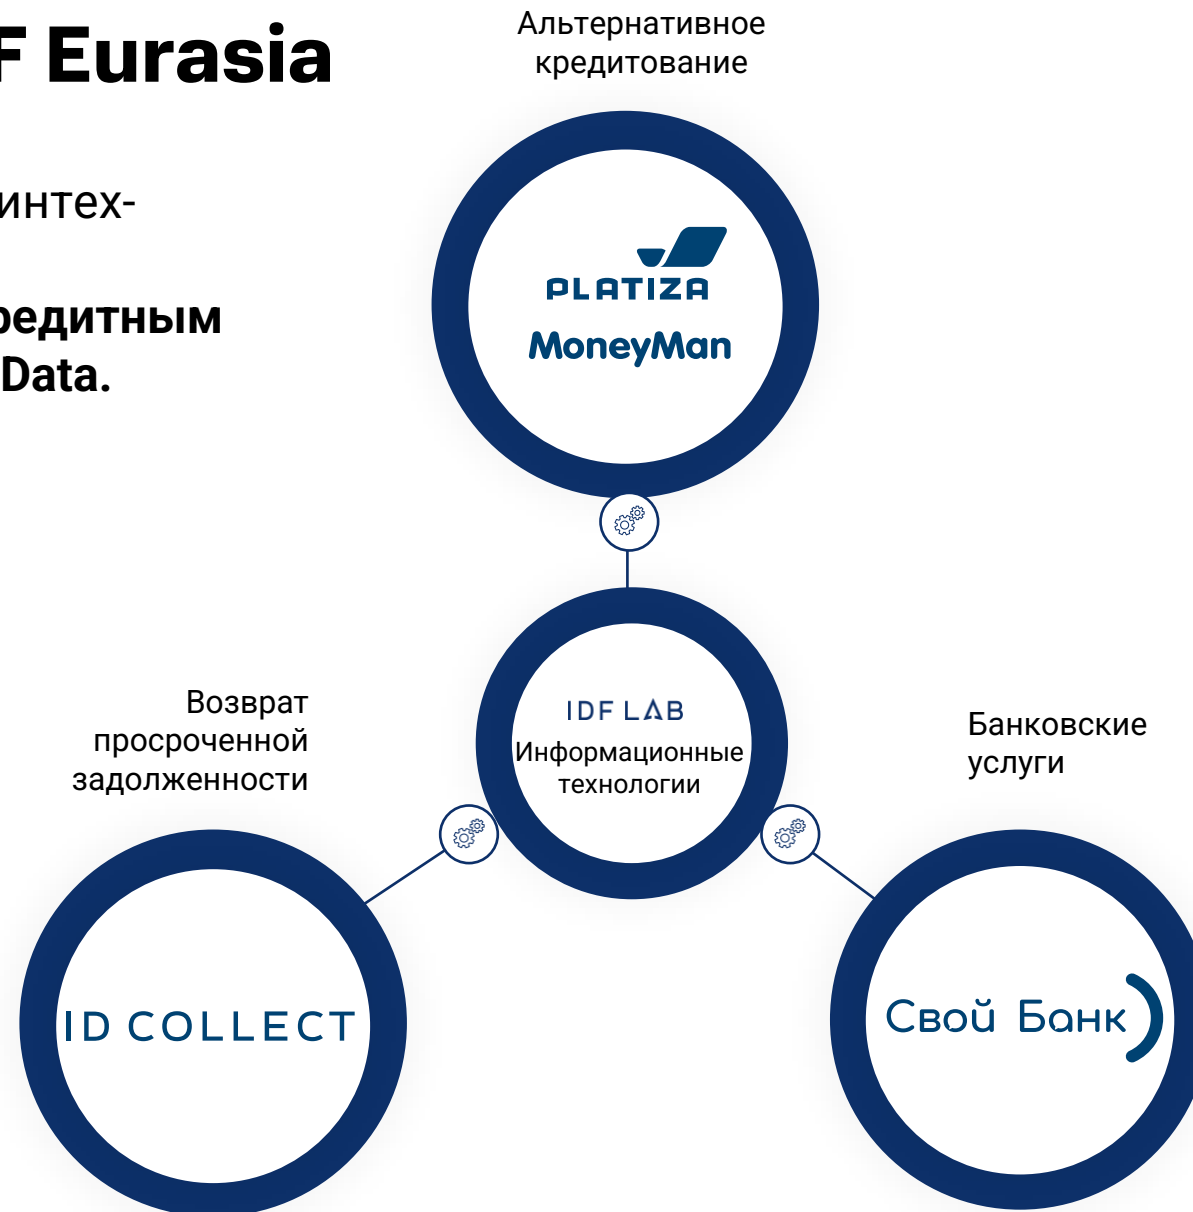 F Eurasia
интех-
редитным
Data.
Альтернативное
кредитование
PLATIZA
MoneyMan
IDF LAB
Информационные
технологии
Возврат
просроченной
задолженности
ID COLLECT
Банковские
услуги
Свой Банк